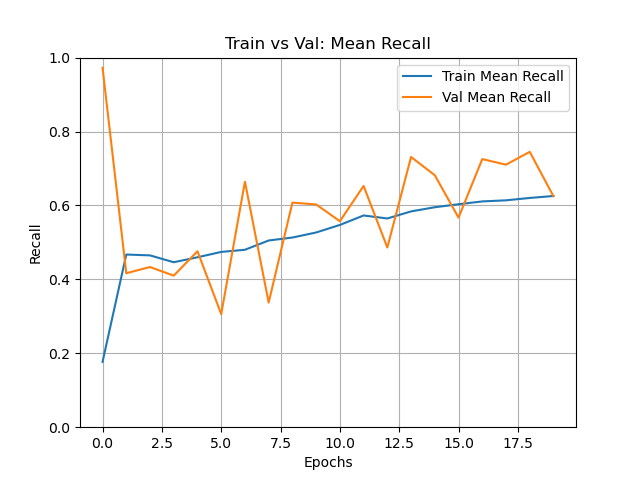 Train vs Val: Mean Recall
Train Mean Recall
Val Mean Recall
1.0
0.8
0.6
0.4
0.2
0.0
Recall
0.0 2.5 5.0 7.5 10.0 12.5 15.0 17.5
Epochs